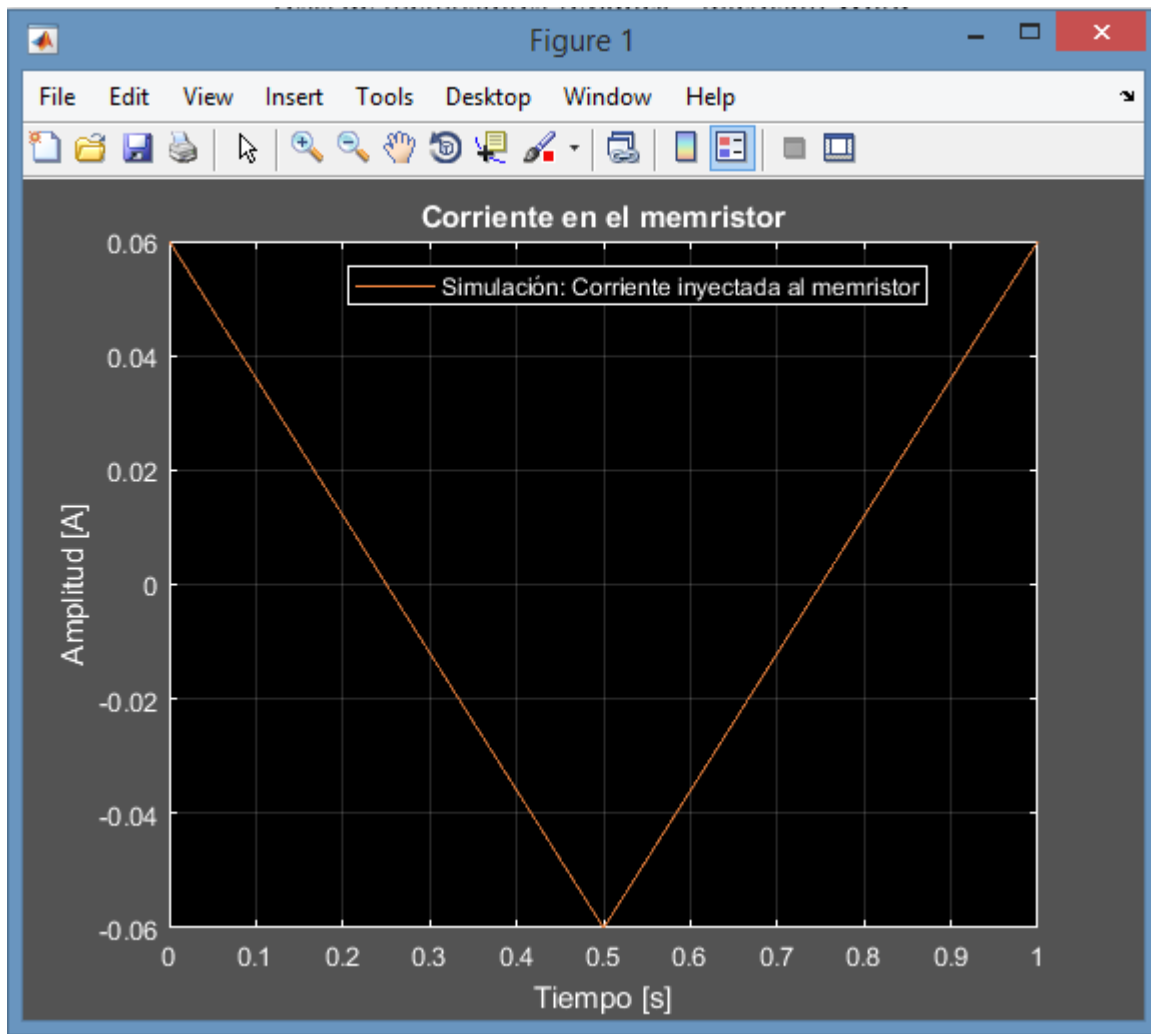 Figure 1
File Edit View Insert Tools Desktop Window Help
Corriente en el memristor
Simulación: Corriente inyectada al memristor
0.06
0.04
0.02
0
-0.02
-0.04
-0.06
Amplitud [A]
0 0.1 0.2 0.3 0.4 0.5 0.6 0.7 0.8 0.9 1
Tiempo [s]